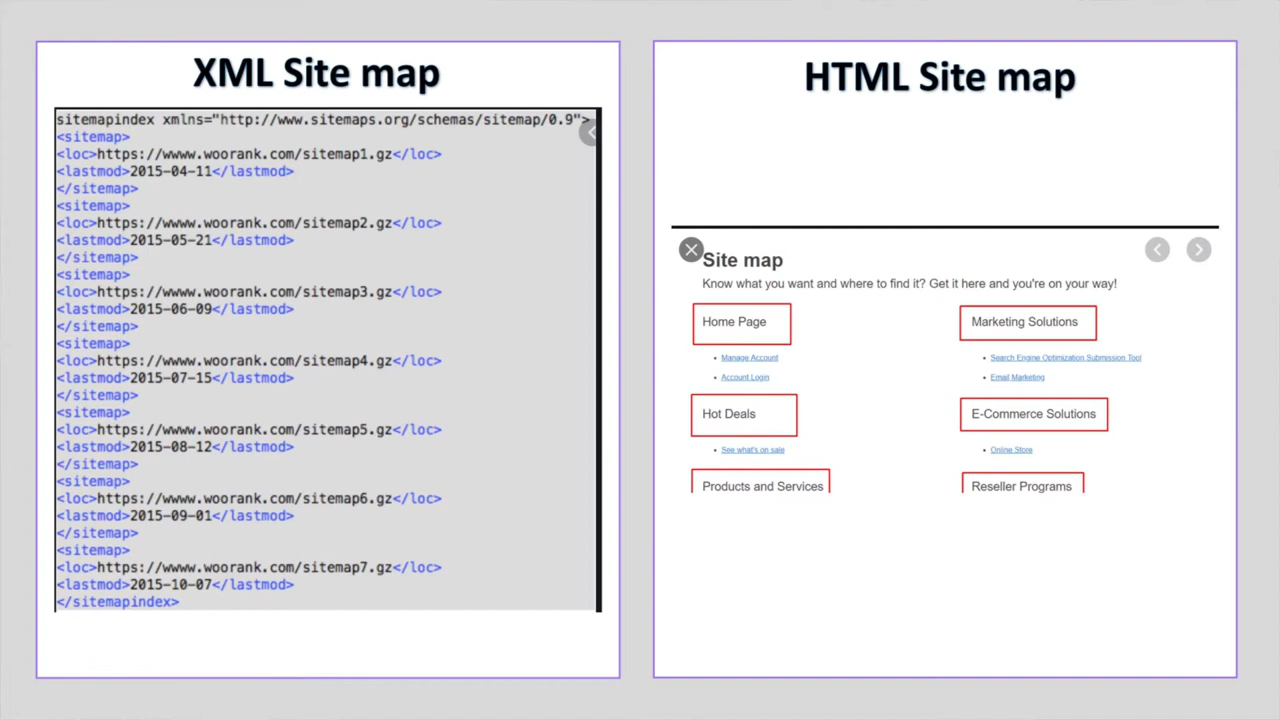 XML Site map
sitemapindex xmlns="http://www.sitemaps.org/schemas/sitemap/0.9">
<sitemap>
<loc>https://wwww.woorank.com/sitemap1.gz</loc>
<lastmod>2015-04-11</lastmod>
</sitemap>
<sitemap>
<loc>https://wwww.woorank.com/sitemap2.gz</loc>
<lastmod>2015-05-21</lastmod>
</sitemap>
<sitemap>
<loc>https://wwww.woorank.com/sitemap3.gz</loc>
<lastmod>2015-06-09</lastmod>
</sitemap>
<sitemap>
<loc>https://wwww.woorank.com/sitemap4.gz</loc>
<lastmod>2015-07-15</lastmod>
</sitemap>
<sitemap>
<loc>https://wwww.woorank.com/sitemap5.gz</loc>
<lastmod>2015-08-12</lastmod>
</sitemap>
<sitemap>
<loc>https://wwww.woorank.com/sitemap6.gz</loc>
<lastmod>2015-09-01</lastmod>
</sitemap>
<sitemap>
<loc>https://wwww.woorank.com/sitemap7.gz</loc>
<lastmod>2015-10-07</lastmod>
</sitemapindex>
HTML Site map
Site map
Know what you want and where to find it? Get it here and you're on your way!
Home Page
Manage Account
Account Login
Hot Deals
See what's on sale
Products and Services
Marketing Solutions
Search Engine Optimization Submission Tool
Email Marketing
E-Commerce Solutions
Online Store
Reseller Programs